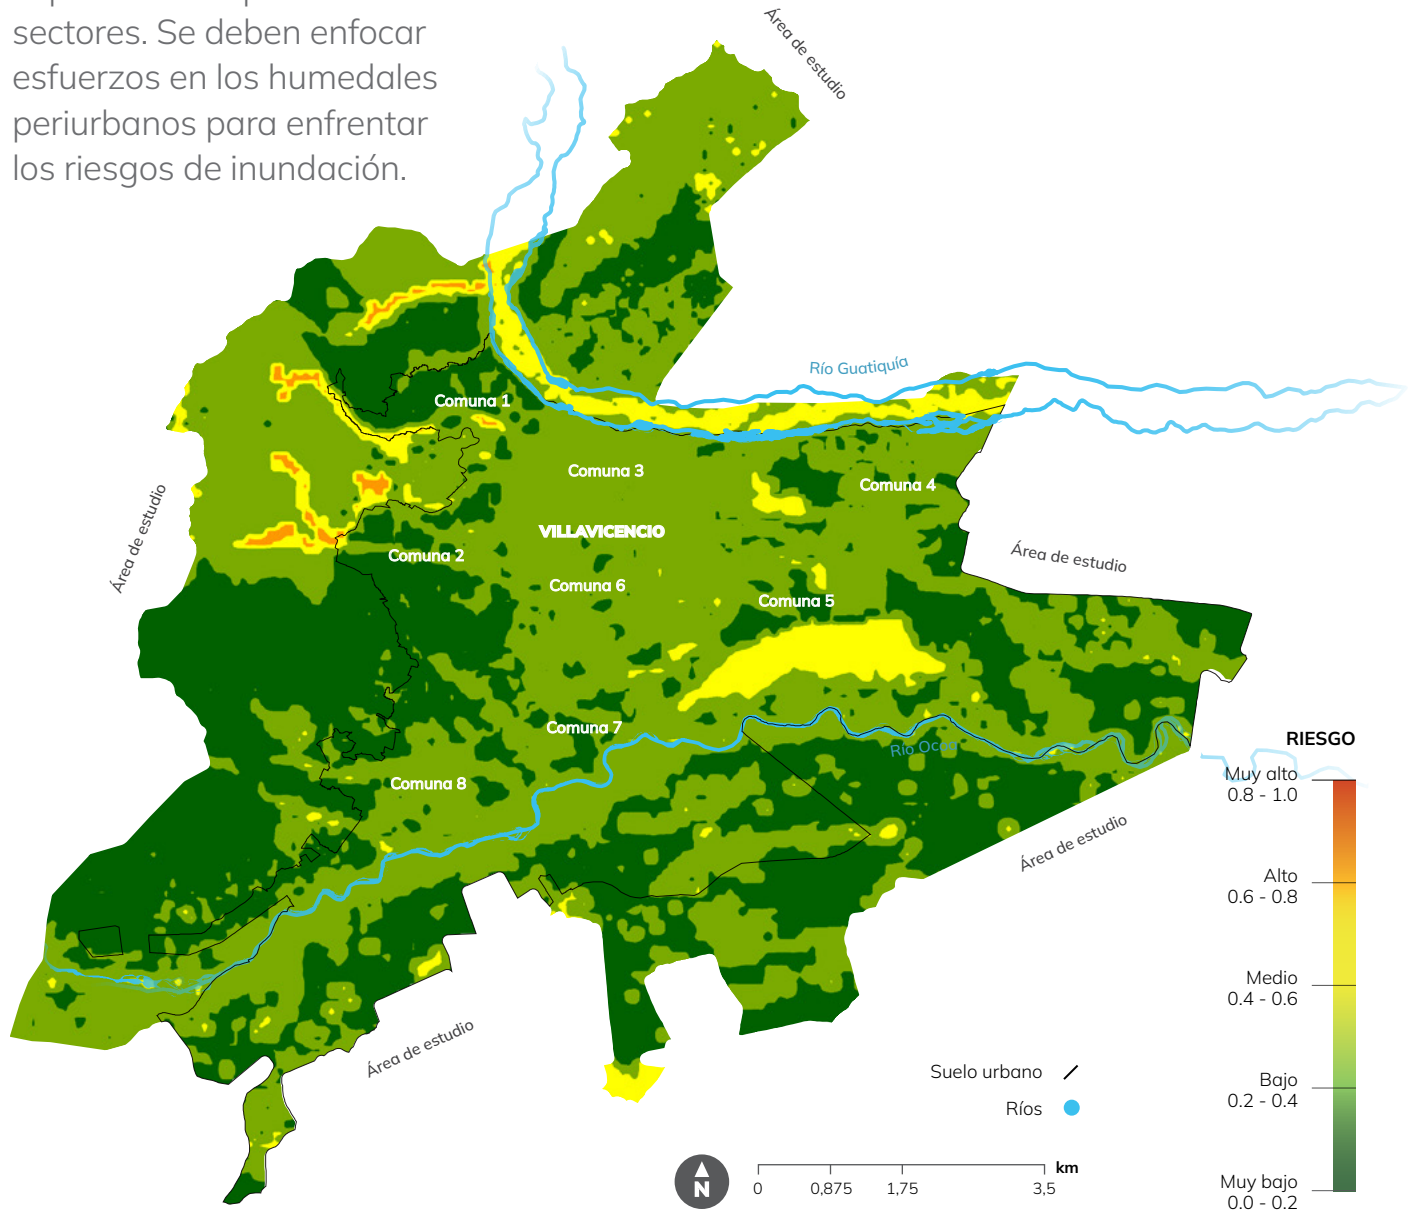 sectores. Se deben enfocar
esfuerzos en los humedales
periurbanos para enfrentar
los riesgos de inundación.
Área de estudio
Río Guatiquía
Comuna 1
Comuna 3
Comuna 4
VILLAVICENCIO
Área de estudio
Comuna 2
Área de estudio
Comuna 6
Comuna 5
Comuna 7
Río Ocoa
Comuna 8
Área de estudio
Área de estudio
RIESGO
Muy alto
0.8 - 1.0
Alto
0.6 - 0.8
Medio
0.4 - 0.6
Bajo
0.2 - 0.4
Muy bajo
0.0 - 0.2
Suelo urbano
Ríos
N
km
0 0,875 1,75 3,5